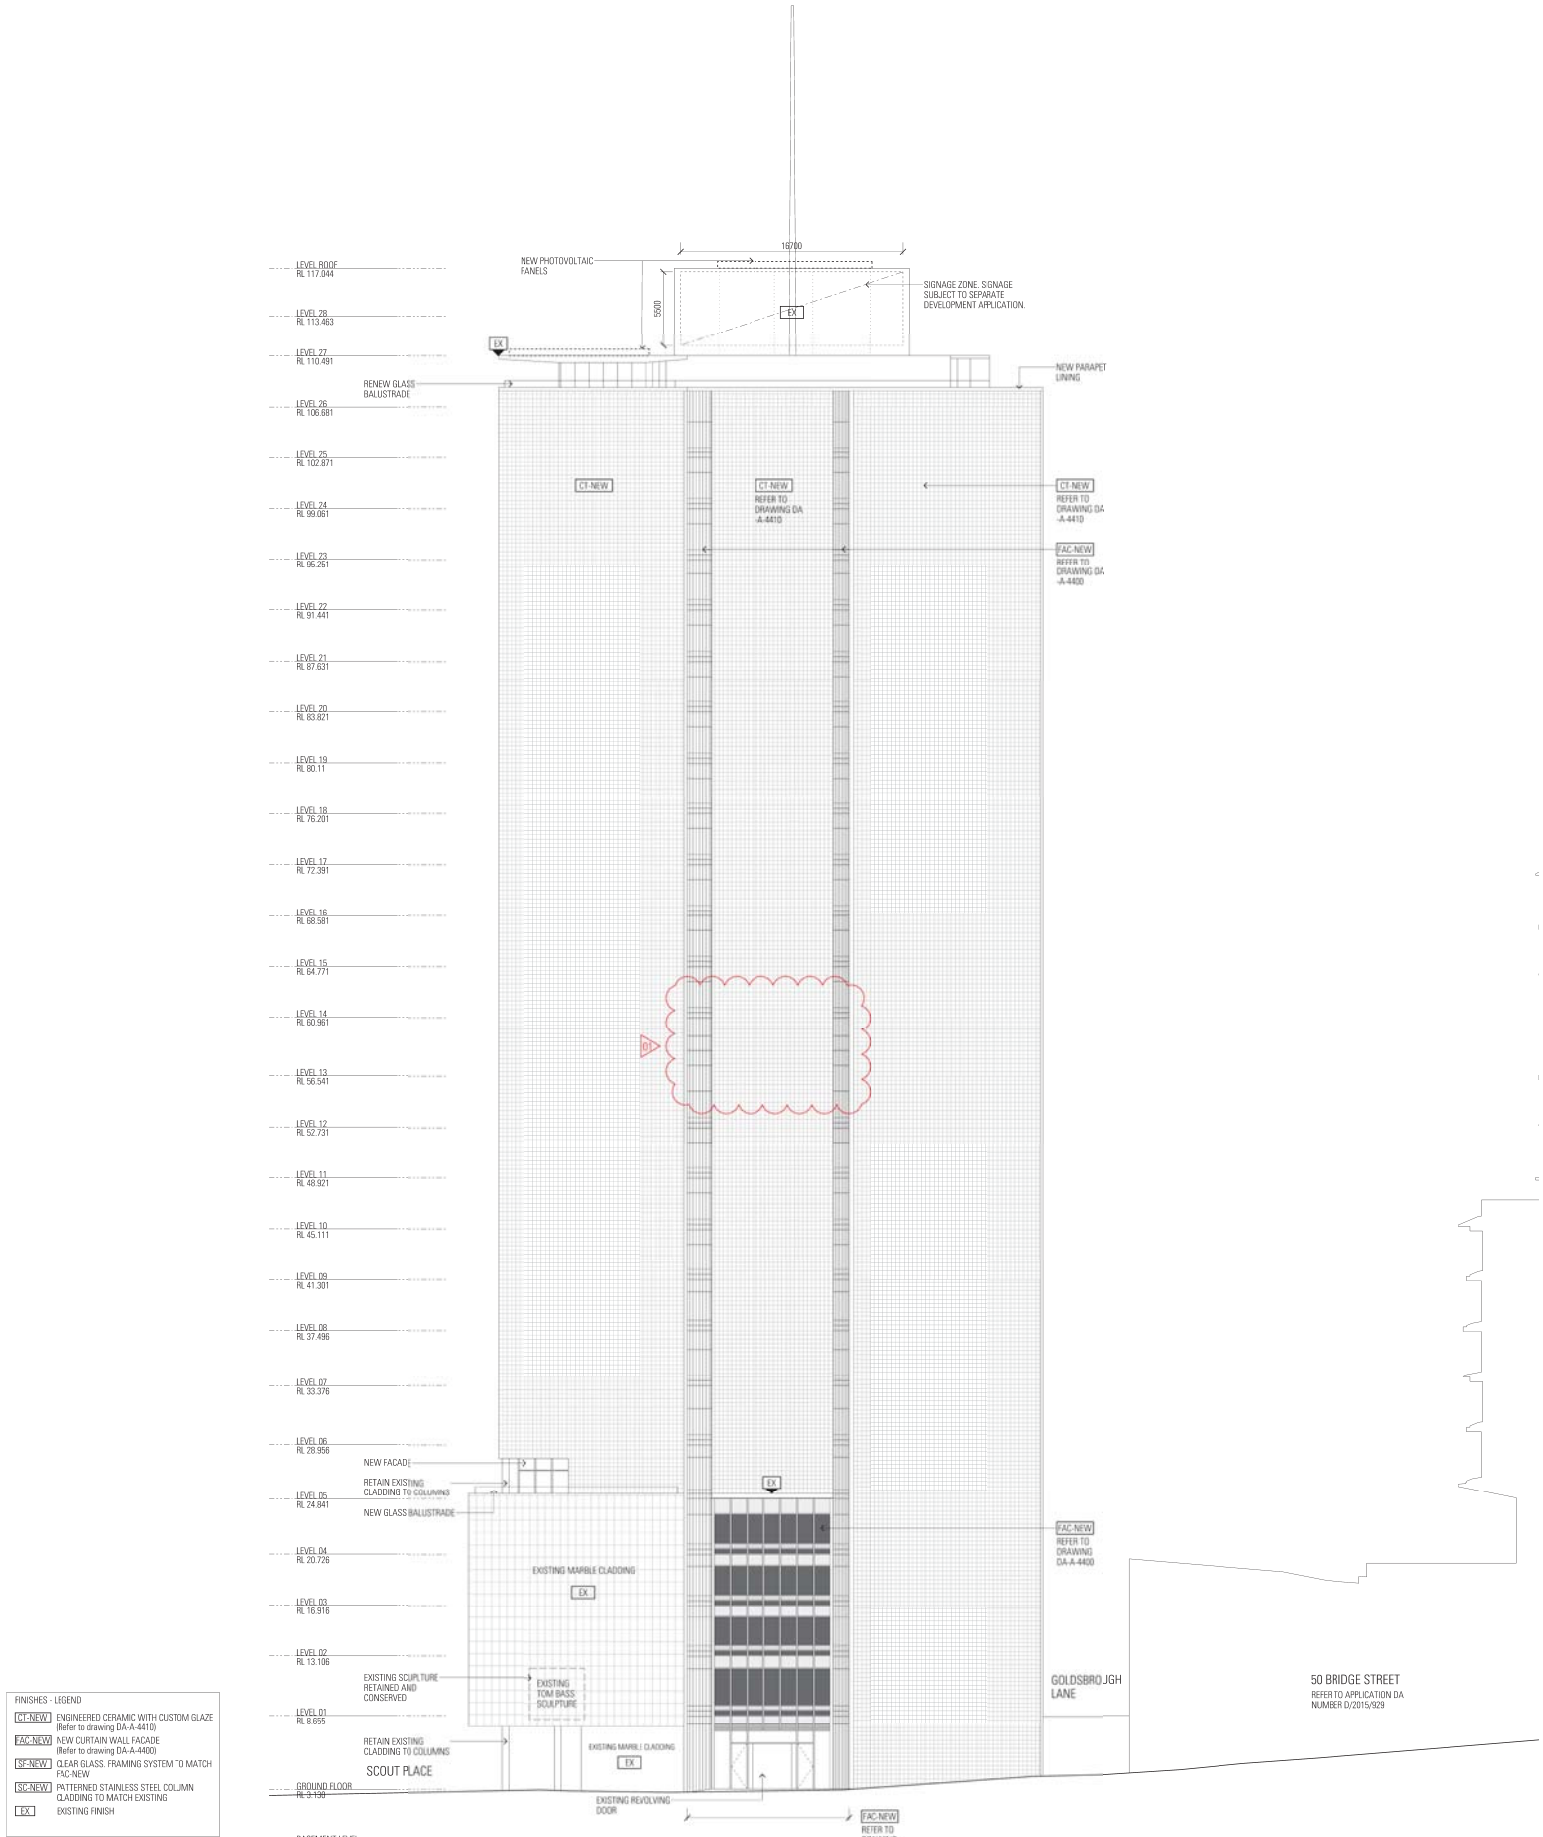 16700
NEW PHOTOVOLTAIC
PANELS
SIGNAGE ZONE. SIGNAGE
SUBJECT TO SEPARATE
DEVELOPMENT APPLICATION.
5500
EX
EX
LEVEL ROOF
RL 117.044
LEVEL 28
RL 113.463
LEVEL 27
RL 110.491
RENEW GLASS
BALUSTRADE
NEW PARAPET
LINING
LEVEL 26
RL 106.681
LEVEL 25
RL 102.871
CT-NEW
CT-NEW
REFER TO
DRAWING DA
-A-4410
CT-NEW
REFER TO
DRAWING DA
-A-4410
LEVEL 24
RL 99.061
FAC-NEW
REFER TO
DRAWING DA
-A-4400
LEVEL 23
RL 95.251
LEVEL 22
RL 91.441
LEVEL 21
RL 87.631
LEVEL 20
RL 83.821
LEVEL 19
RL 80.11
LEVEL 18
RL 76.201
LEVEL 17
RL 72.391
LEVEL 16
RL 68.581
LEVEL 15
RL 64.771
LEVEL 14
RL 60.961
01
LEVEL 13
RL 56.541
LEVEL 12
RL 52.731
LEVEL 11
RL 48.921
LEVEL 10
RL 45.111
LEVEL 09
RL 41.301
LEVEL 08
RL 37.496
LEVEL 07
RL 33.376
LEVEL 06
RL 28.956
NEW FACADE
RETAIN EXISTING
CLADDING TO COLUMNS
EX
LEVEL 05
RL 24.841
NEW GLASS BALUSTRADE
FAC-NEW
REFER TO
DRAWING
DA-A-4400
LEVEL 04
RL 20.726
EXISTING MARBLE CLADDING
EX
LEVEL 03
RL 16.916
LEVEL 02
RL 13.106
EXISTING SCUPLTURE
RETAINED AND
CONSERVED
EXISTING
TOM BASS
SCULPTURE
GOLDSBROUGH
LANE
50 BRIDGE STREET
REFER TO APPLICATION DA
NUMBER D/2015/929
LEVEL 01
RL 8.655
RETAIN EXISTING
CLADDING TO COLUMNS
EXISTING MARBLE CLADDING
EX
SCOUT PLACE
GROUND FLOOR
RL 3.130
EXISTING REVOLVING
DOOR
FAC-NEW
REFER TO
FINISHES - LEGEND
CT-NEW ENGINEERED CERAMIC WITH CUSTOM GLAZE
(Refer to drawing DA-A-4410)
FAC-NEW NEW CURTAIN WALL FACADE
(Refer to drawing DA-A-4400)
SF-NEW CLEAR GLASS. FRAMING SYSTEM TO MATCH
FAC-NEW
SC-NEW PATTERNED STAINLESS STEEL COLUMN
CLADDING TO MATCH EXISTING
EX EXISTING FINISH